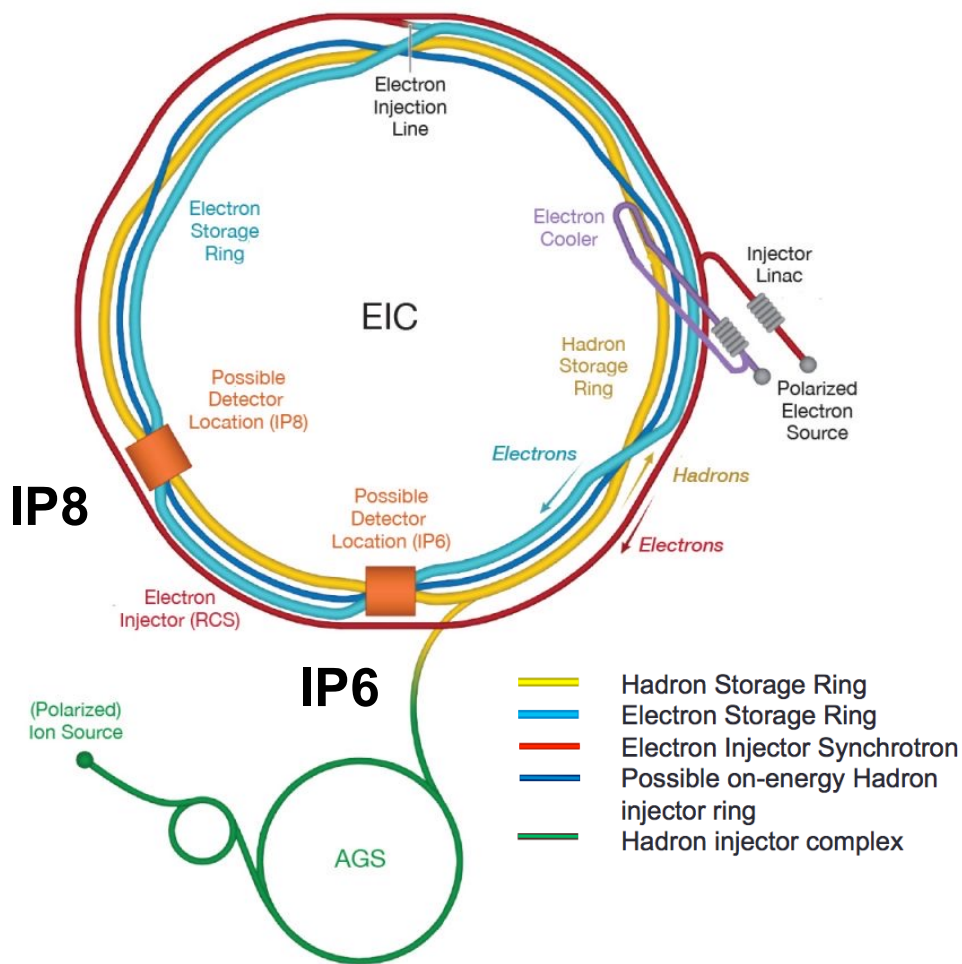 Electron
Injection
Line
Electron
Storage
Ring
Electron
Cooler
Injector
Linac
EIC
Hadron
Storage
Ring
Possible
Detector
Location (IP8)
Polarized
Electron
Source
Electrons
Hadrons
IP8
Possible
Detector
Location (IP6)
Electrons
Electron
Injector (RCS)
IP6
(Polarized)
Ion Source
AGS
Hadron Storage Ring
Electron Storage Ring
Electron Injector Synchrotron
Possible on-energy Hadron
injector ring
Hadron injector complex